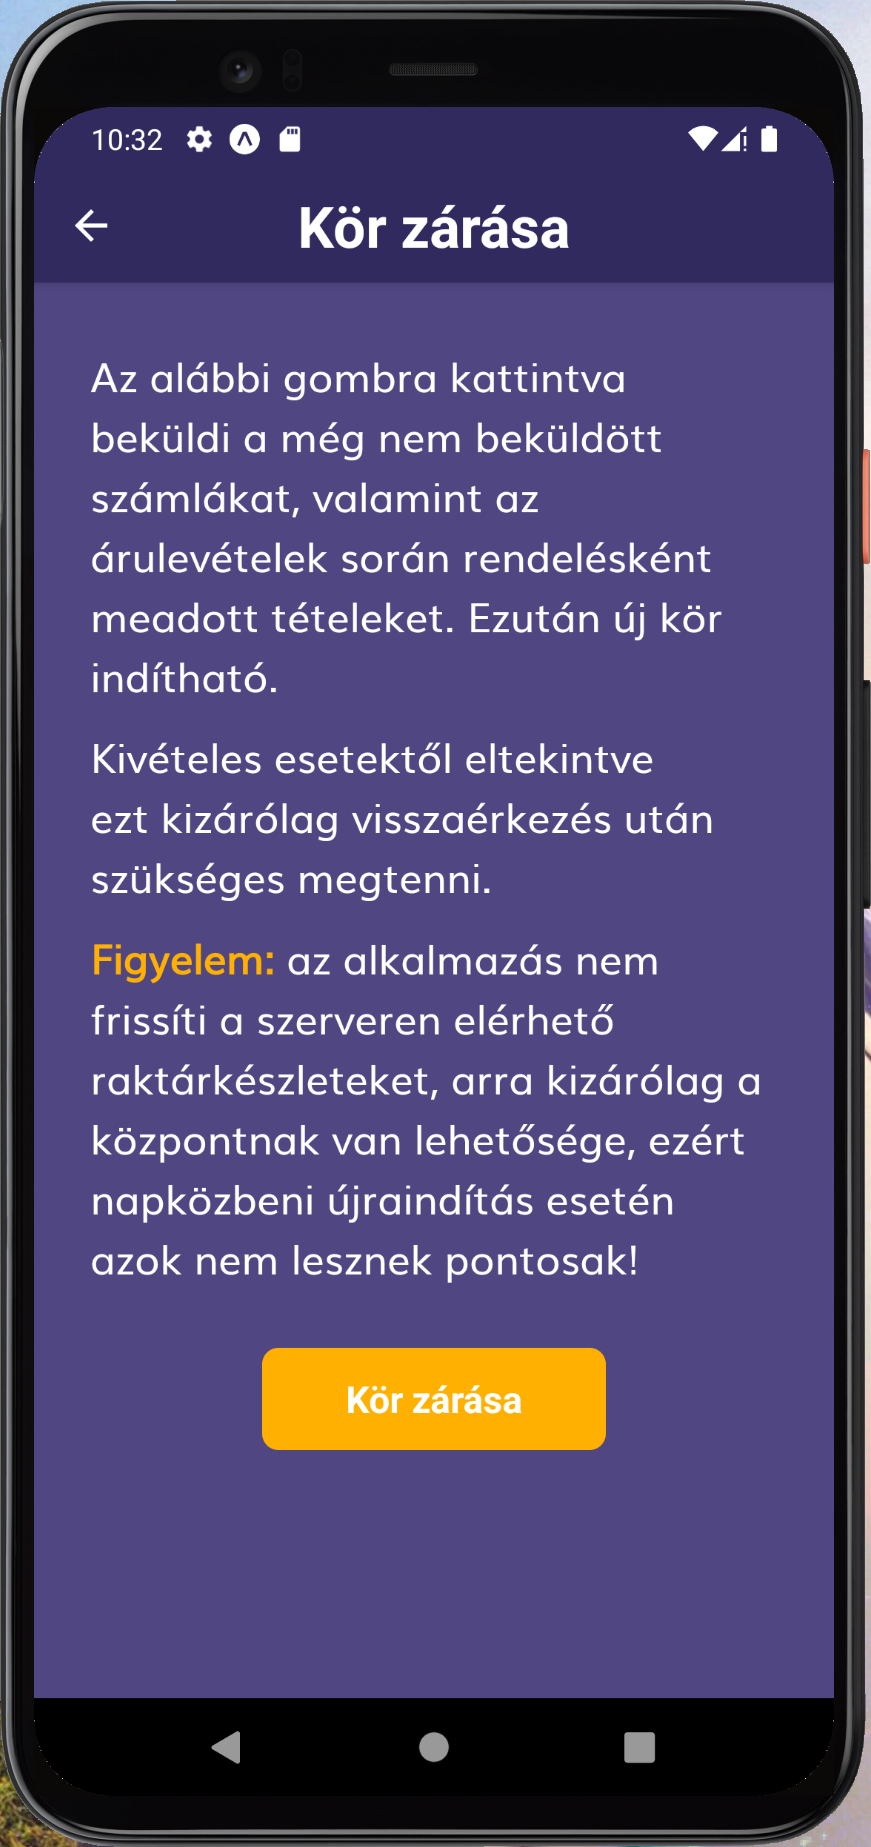 10:32
Kör zárása
Az alábbi gombra kattintva
beküldi a még nem beküldött
számlákat, valamint az
árulevételek során rendelésként
meadott tételeket. Ezután új kör
indítható.
Kivételes esetektől eltekintve
ezt kizárólag visszaérkezés után
szükséges megtenni.
Figyelem: az alkalmazás nem
frissíti a szerveren elérhető
raktárkészleteket, arra kizárólag a
központnak van lehetősége, ezért
napközbeni újraindítás esetén
azok nem lesznek pontosak!
Kör zárása